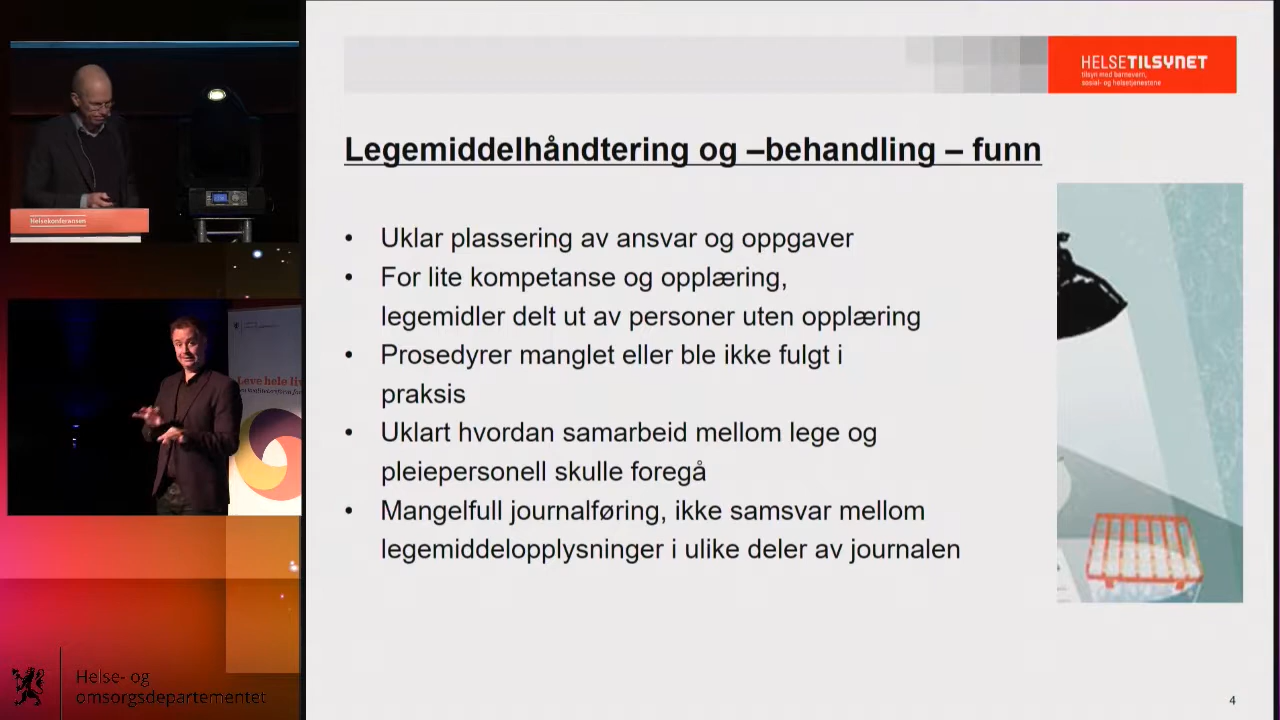 HELSETILSYNET
tilsyn med barnevern,
sosial- og helsetjenestene
Legemiddelhåndtering og –behandling – funn
• Uklar plassering av ansvar og oppgaver
• For lite kompetanse og opplæring,
legemidler delt ut av personer uten opplæring
• Prosedyrer manglet eller ble ikke fulgt i
praksis
• Uklart hvordan samarbeid mellom lege og
pleiepersonell skulle foregå
• Mangelfull journalføring, ikke samsvar mellom
legemiddelopplysninger i ulike deler av journalen
4
Helsekonferansen
Leve hele li
Helse- og
omsorgsdepartementet